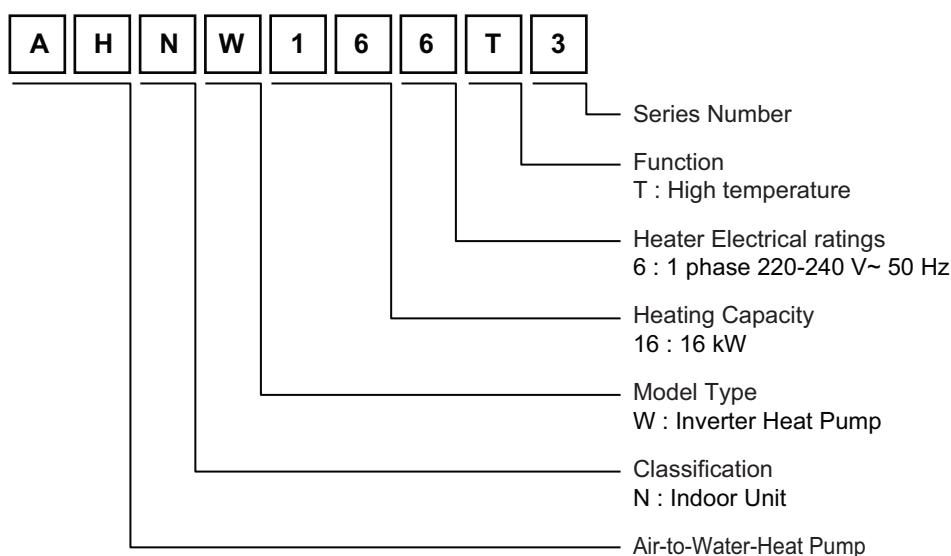 A H N W 1 6 6 T 3
Series Number
Function
T : High temperature
Heater Electrical ratings
6 : 1 phase 220-240 V~ 50 Hz
Heating Capacity
16 : 16 kW
Model Type
W : Inverter Heat Pump
Classification
N : Indoor Unit
Air-to-Water-Heat Pump